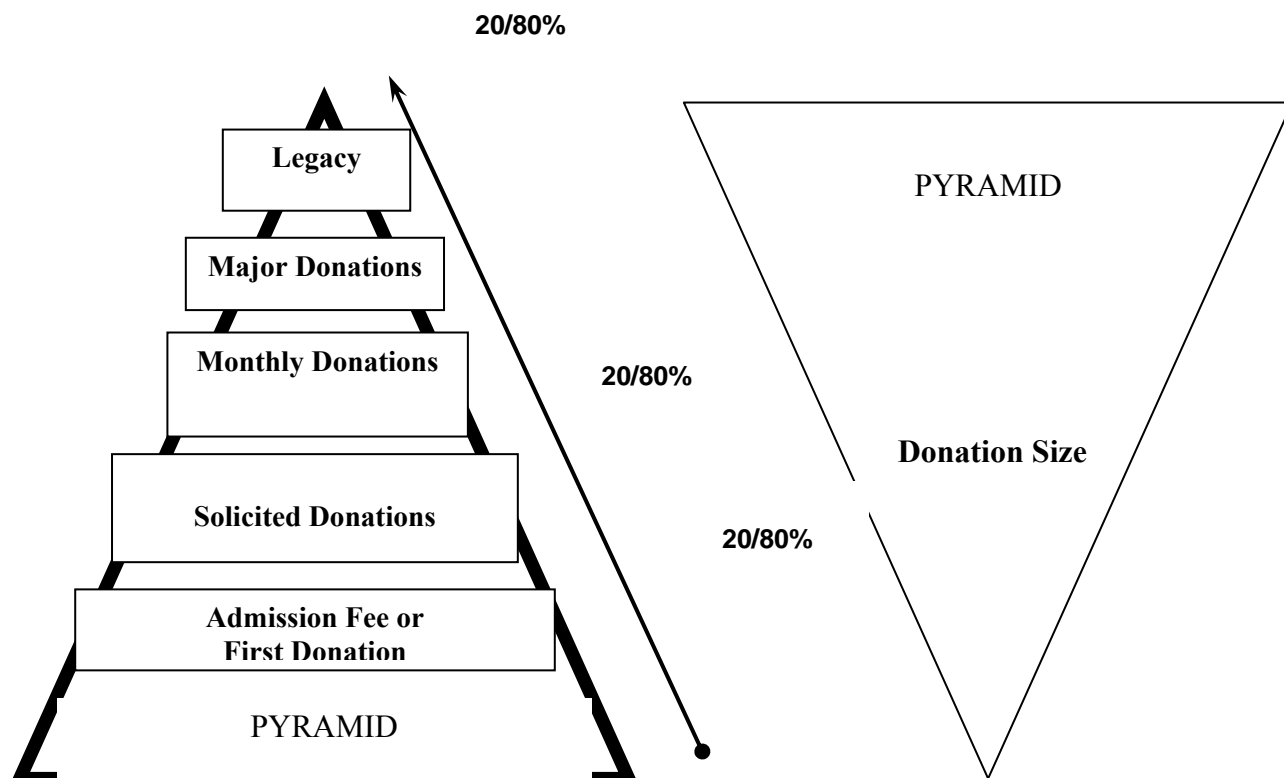 20/80%
Legacy
PYRAMID
Major Donations
Monthly Donations
20/80%
Donation Size
Solicited Donations
20/80%
Admission Fee or
First Donation
PYRAMID